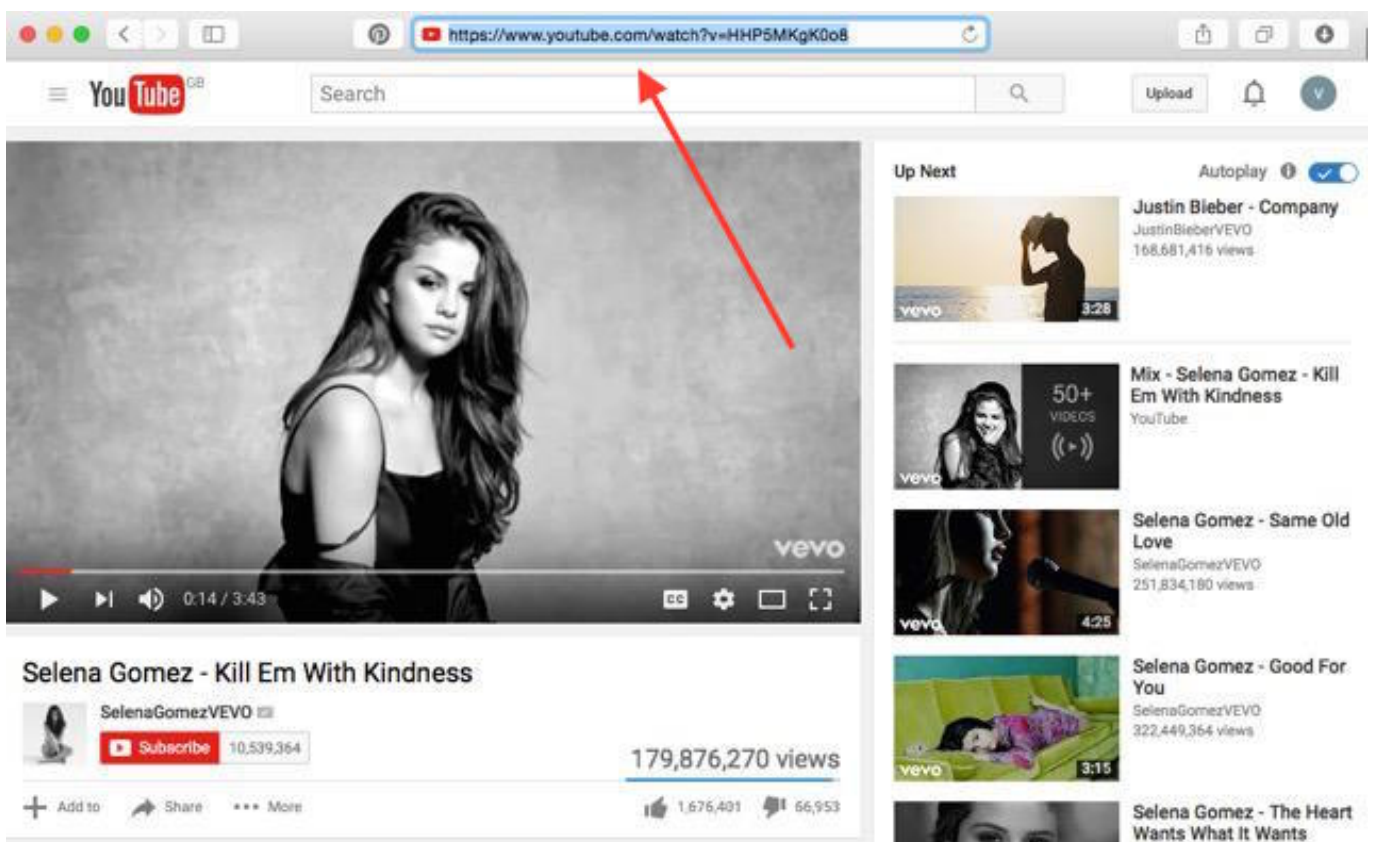 https://www.youtube.com/watch?v=HHP5MKgK0o8
YouTube GB
Search
Upload
V
vevo
0:14 / 3:43
CC
Selena Gomez - Kill Em With Kindness
SelenaGomezVEVO
Subscribe 10,539,364
179,876,270 views
Add to Share More
1,676,401 66,953
Up Next
Autoplay
vevo
3:28
Justin Bieber - Company
JustinBieberVEVO
168,681,416 views
50+
VIDEOS
vevo
Mix - Selena Gomez - Kill
Em With Kindness
YouTube
vevo
4:25
Selena Gomez - Same Old
Love
SelenaGomezVEVO
251,834,180 views
vevo
3:15
Selena Gomez - Good For
You
SelenaGomezVEVO
322,449,364 views
Selena Gomez - The Heart
Wants What It Wants